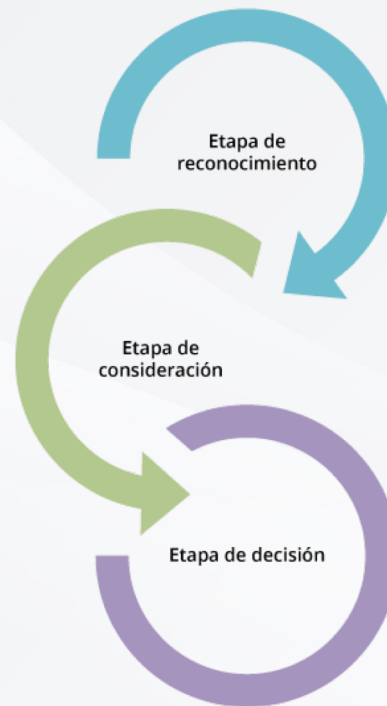 Etapa de
reconocimiento
Etapa de
consideración
Etapa de decisión